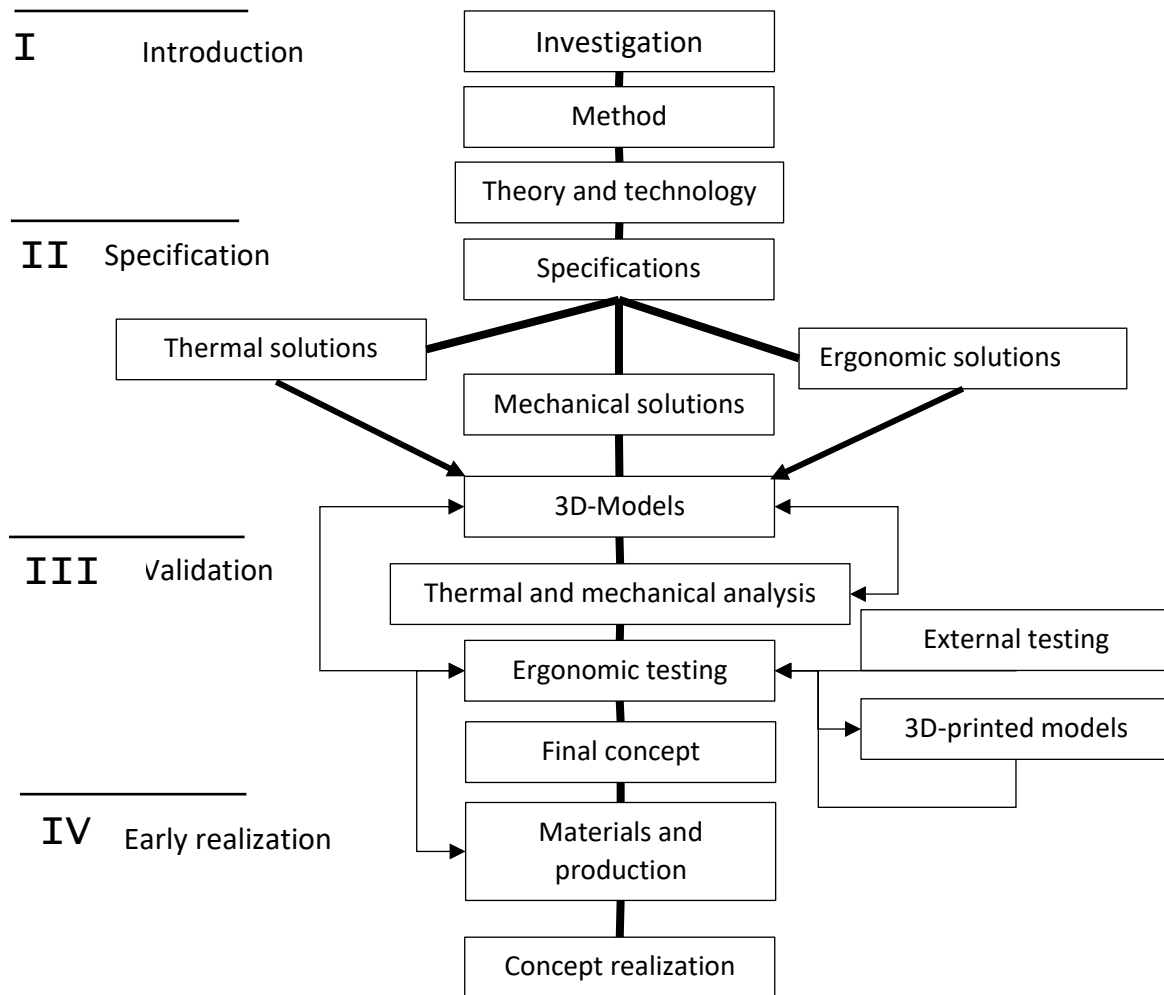 I
Introduction
Investigation
Method
Theory and technology
II
Specification
Specifications
Thermal solutions
Ergonomic solutions
Mechanical solutions
3D-Models
III
Validation
Thermal and mechanical analysis
External testing
Ergonomic testing
3D-printed models
Final concept
IV
Early realization
Materials and
production
Concept realization